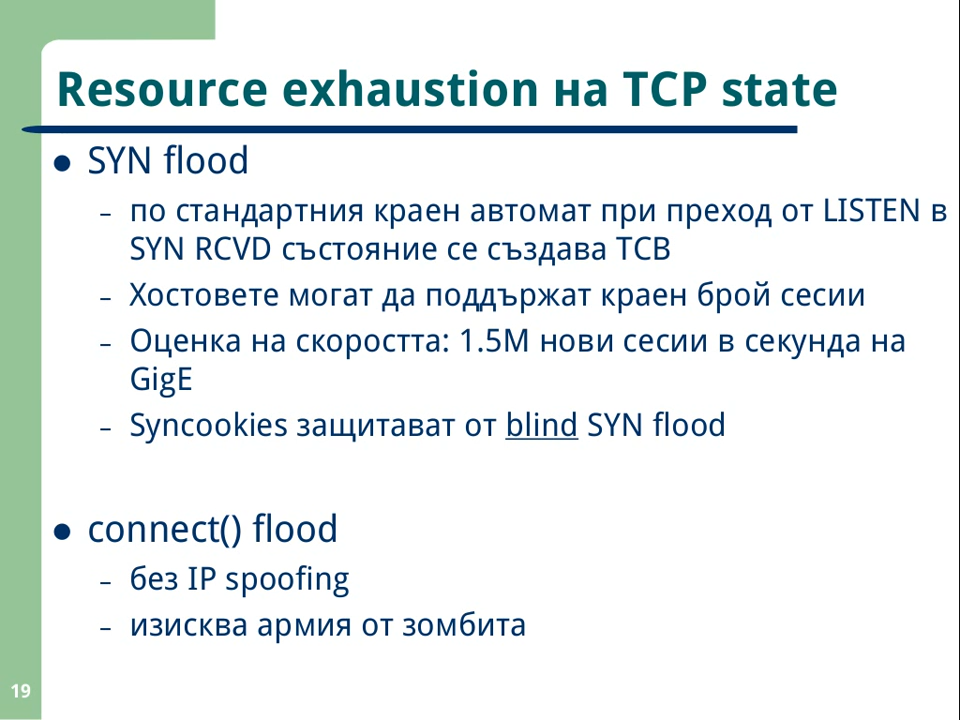 Resource exhaustion на TCP state
● SYN flood
– по стандартния краен автомат при преход от LISTEN в
SYN RCVD състояние се създава TCB
– Хостовете могат да поддържат краен брой сесии
– Оценка на скоростта: 1.5M нови сесии в секунда на
GigE
– Syncookies защитават от blind SYN flood
● connect() flood
– без IP spoofing
– изисква армия от зомбита
19